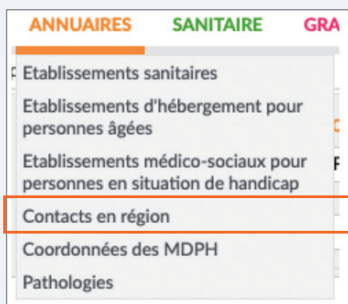 ANNUAIRES SANITAIRE GRA
Etablissements sanitaires
Etablissements d'hébergement pour
personnes âgées
Etablissements médico-sociaux pour
personnes en situation de handicap
Contacts en région
Coordonnées des MDPH
Pathologies